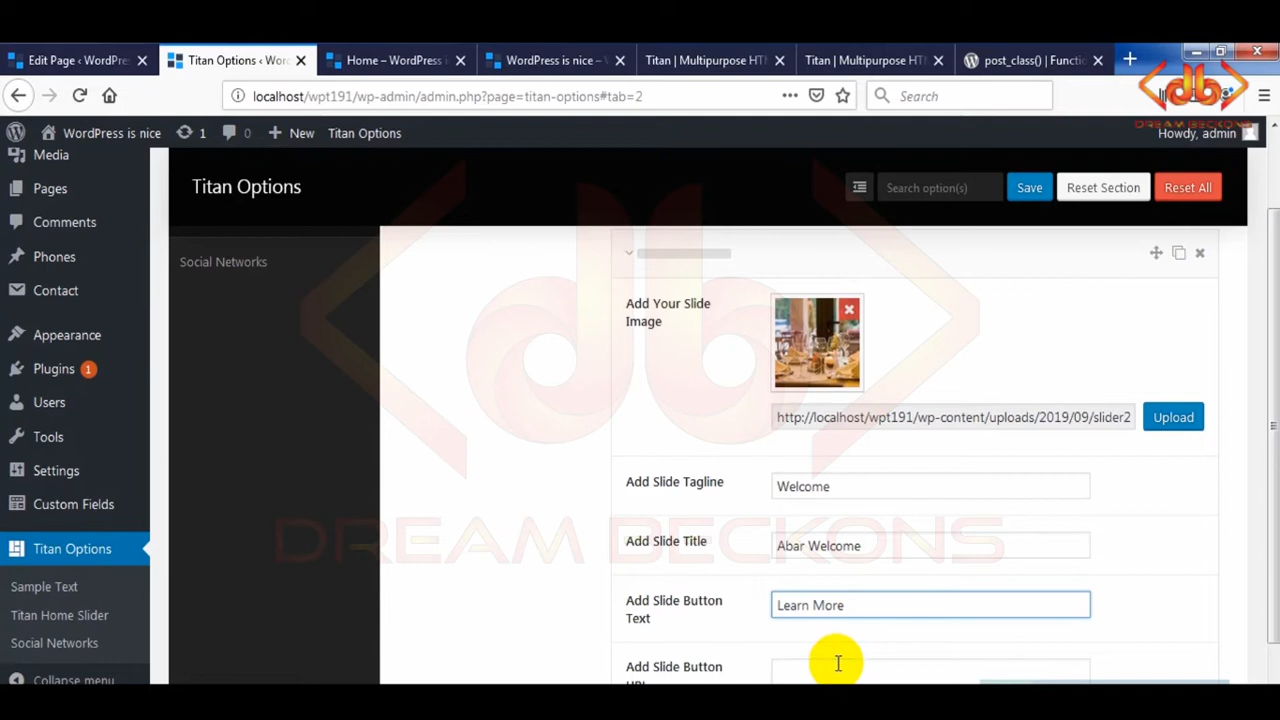 Edit Page ‹ WordPre
Titan Options ‹ Wor
Home – WordPress
WordPress is nice –
Titan | Multipurpose HT
Titan | Multipurpose HT
post_class() | Functi
localhost/wpt191/wp-admin/admin.php?page=titan-options#tab=2
Search
WordPress is nice
1
0
New
Titan Options
DREAM BECKONS
Howdy, admin
Media
Pages
Comments
Phones
Contact
Appearance
Plugins 1
Users
Tools
Settings
Custom Fields
Titan Options
Sample Text
Titan Home Slider
Social Networks
Collapse menu
Titan Options
Search option(s)
Save
Reset Section
Reset All
Social Networks
Add Your Slide
Image
http://localhost/wpt191/wp-content/uploads/2019/09/slider2
Upload
Add Slide Tagline
Welcome
DREAM BECKONS
Add Slide Title
Abar Welcome
Add Slide Button
Text
Learn More
Add Slide Button